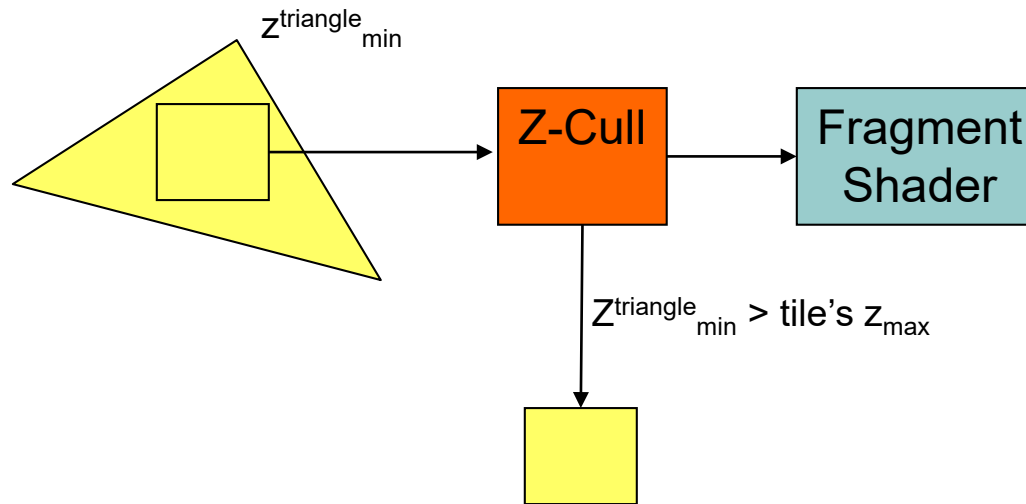 z^triangle_min
Z-Cull
Fragment
Shader
Z^triangle_min > tile’s z_max